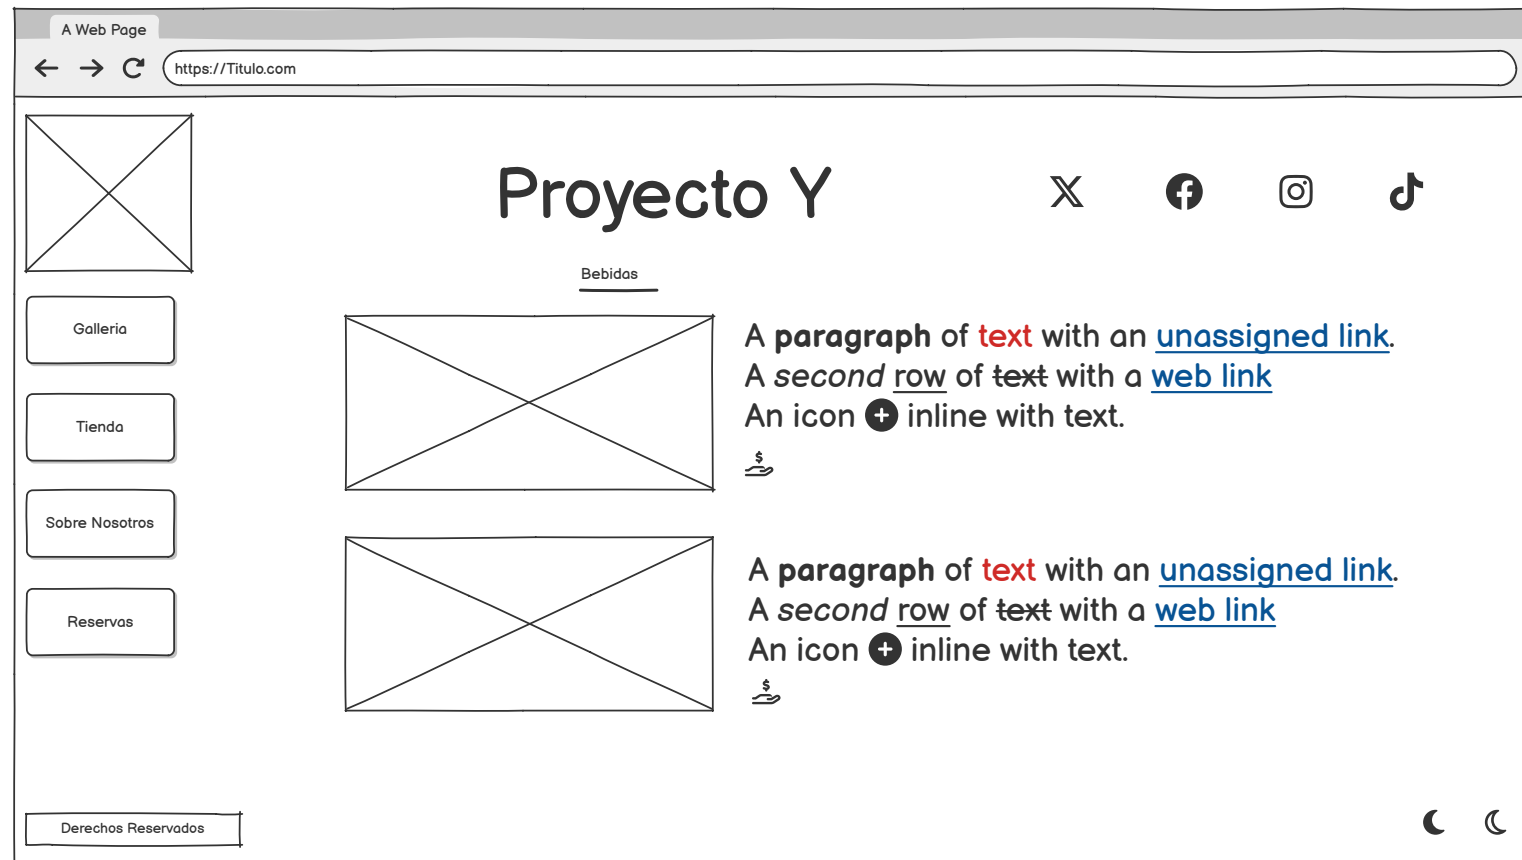 A Web Page
https://Titulo.com
Proyecto Y
Bebidas
Galleria
Tienda
Sobre Nosotros
Reservas
A paragraph of text with an unassigned link.
A second row of text with a web link
An icon + inline with text.
$
A paragraph of text with an unassigned link.
A second row of text with a web link
An icon + inline with text.
$
Derechos Reservados